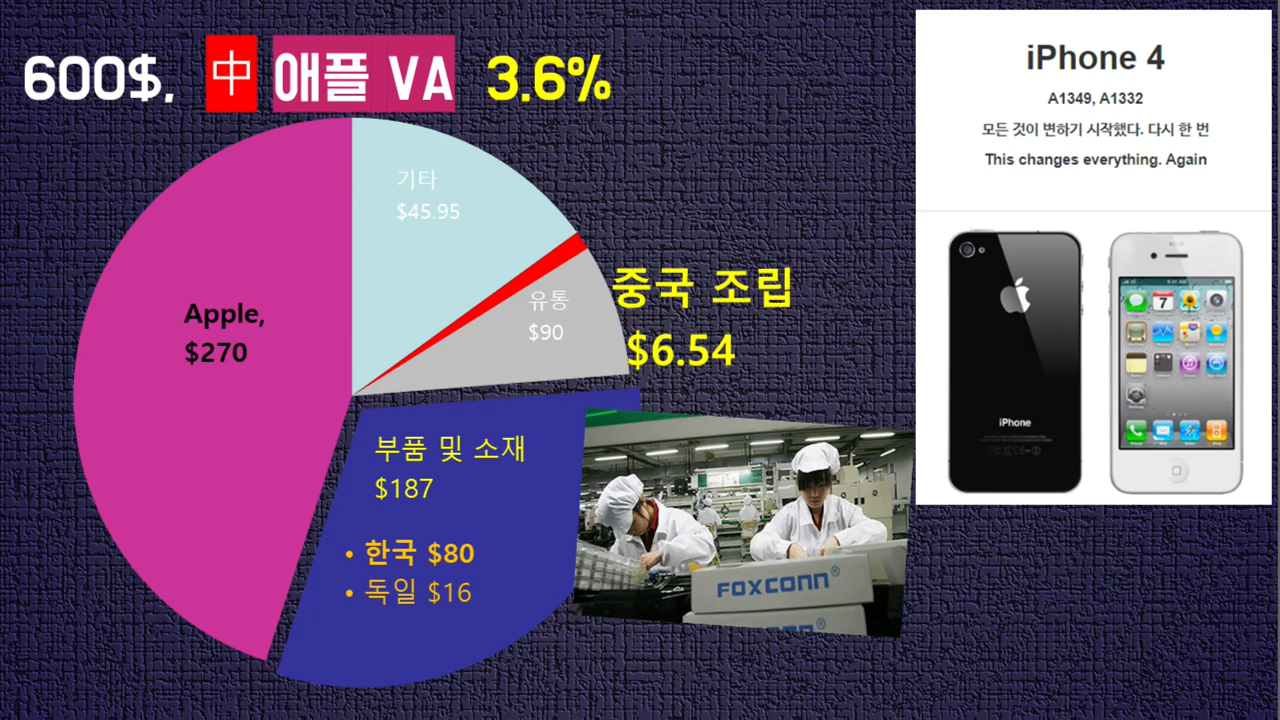 600$, 中 애플 VA 3.6%
기타
$45.95
Apple,
$270
유통
$90
중국 조립
$6.54
부품 및 소재
$187
• 한국 $80
• 독일 $16
FOXCONN
iPhone 4
A1349, A1332
모든 것이 변하기 시작했다. 다시 한 번
This changes everything. Again
iPhone